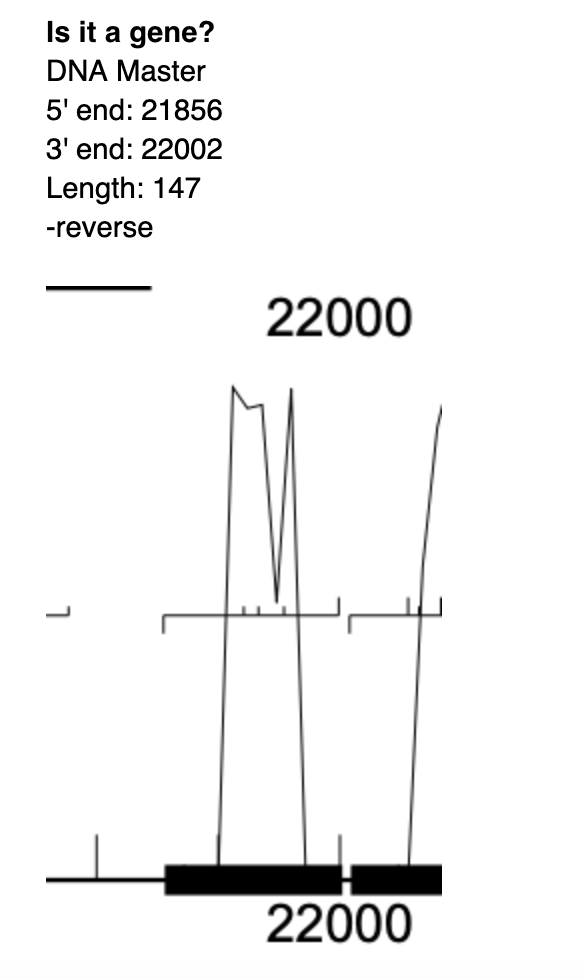 Is it a gene?
DNA Master
5' end: 21856
3' end: 22002
Length: 147
-reverse
22000
22000